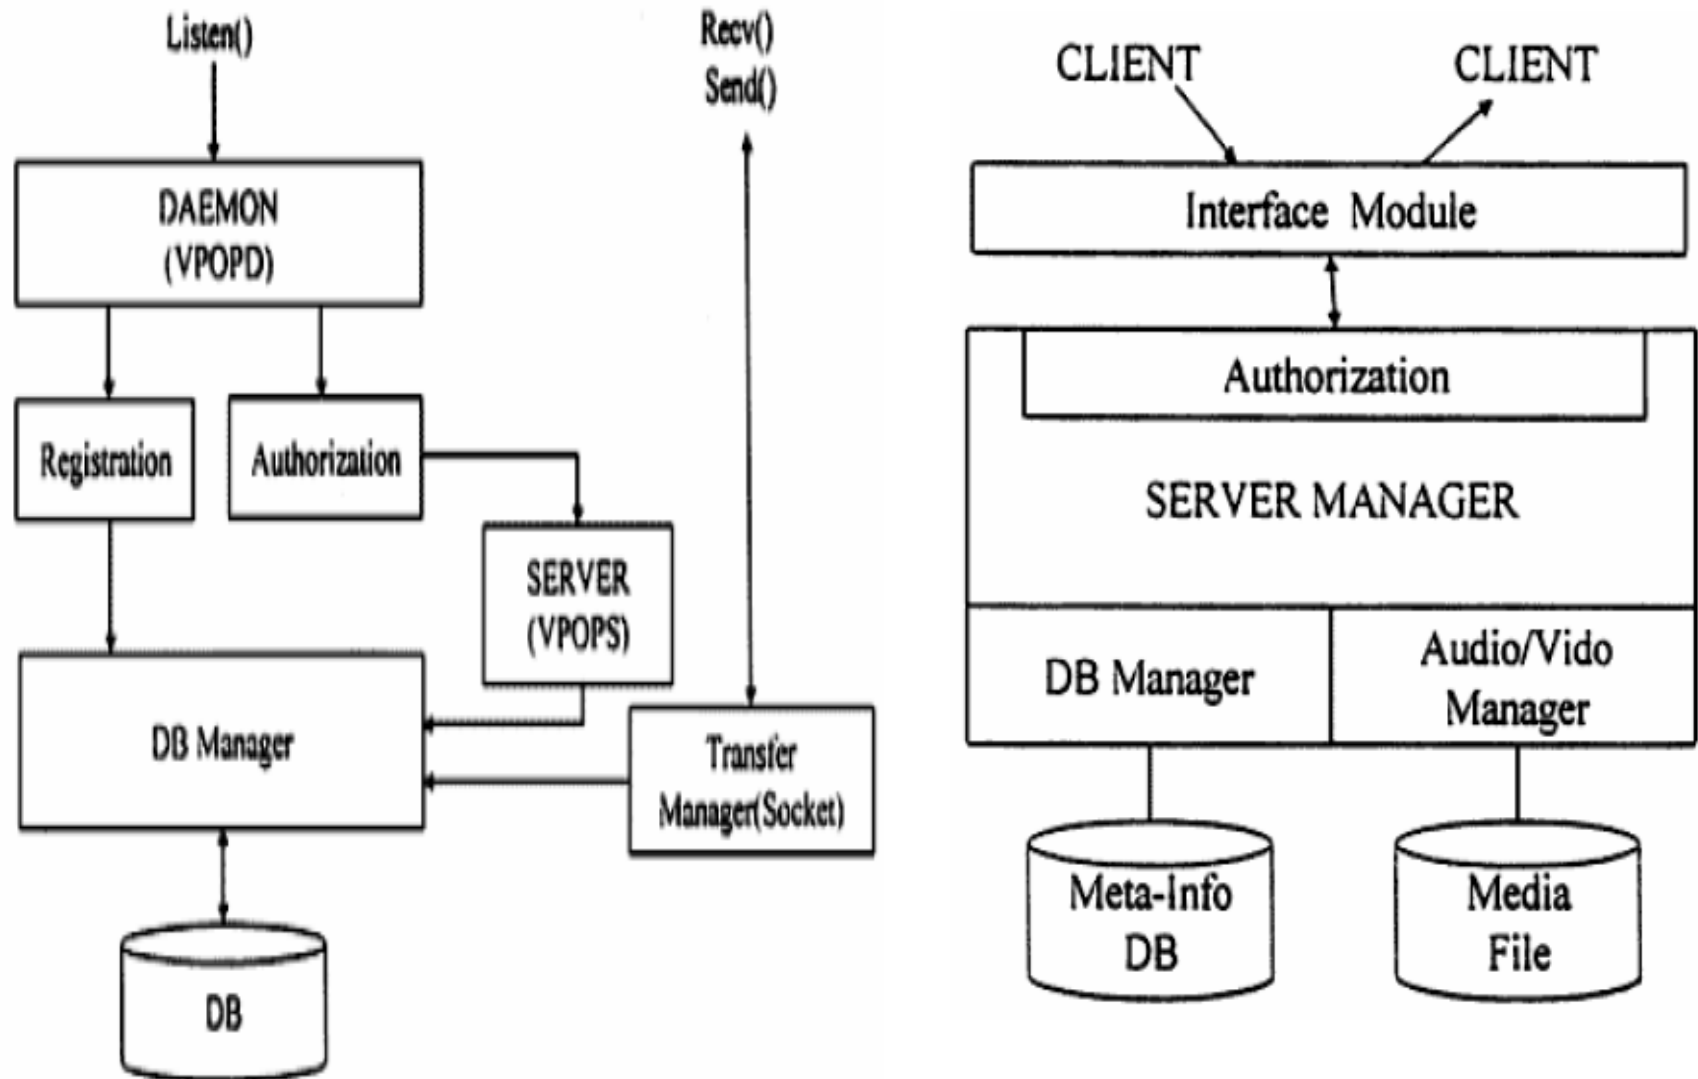 Listen()
DAEMON
(VPOPD)
Registration
Authorization
SERVER
(VPOPS)
DB Manager
DB
Recv()
Send()
Transfer
Manager(Socket)
CLIENT
CLIENT
Interface Module
Authorization
SERVER MANAGER
DB Manager
Audio/Vido
Manager
Meta-Info
DB
Media
File